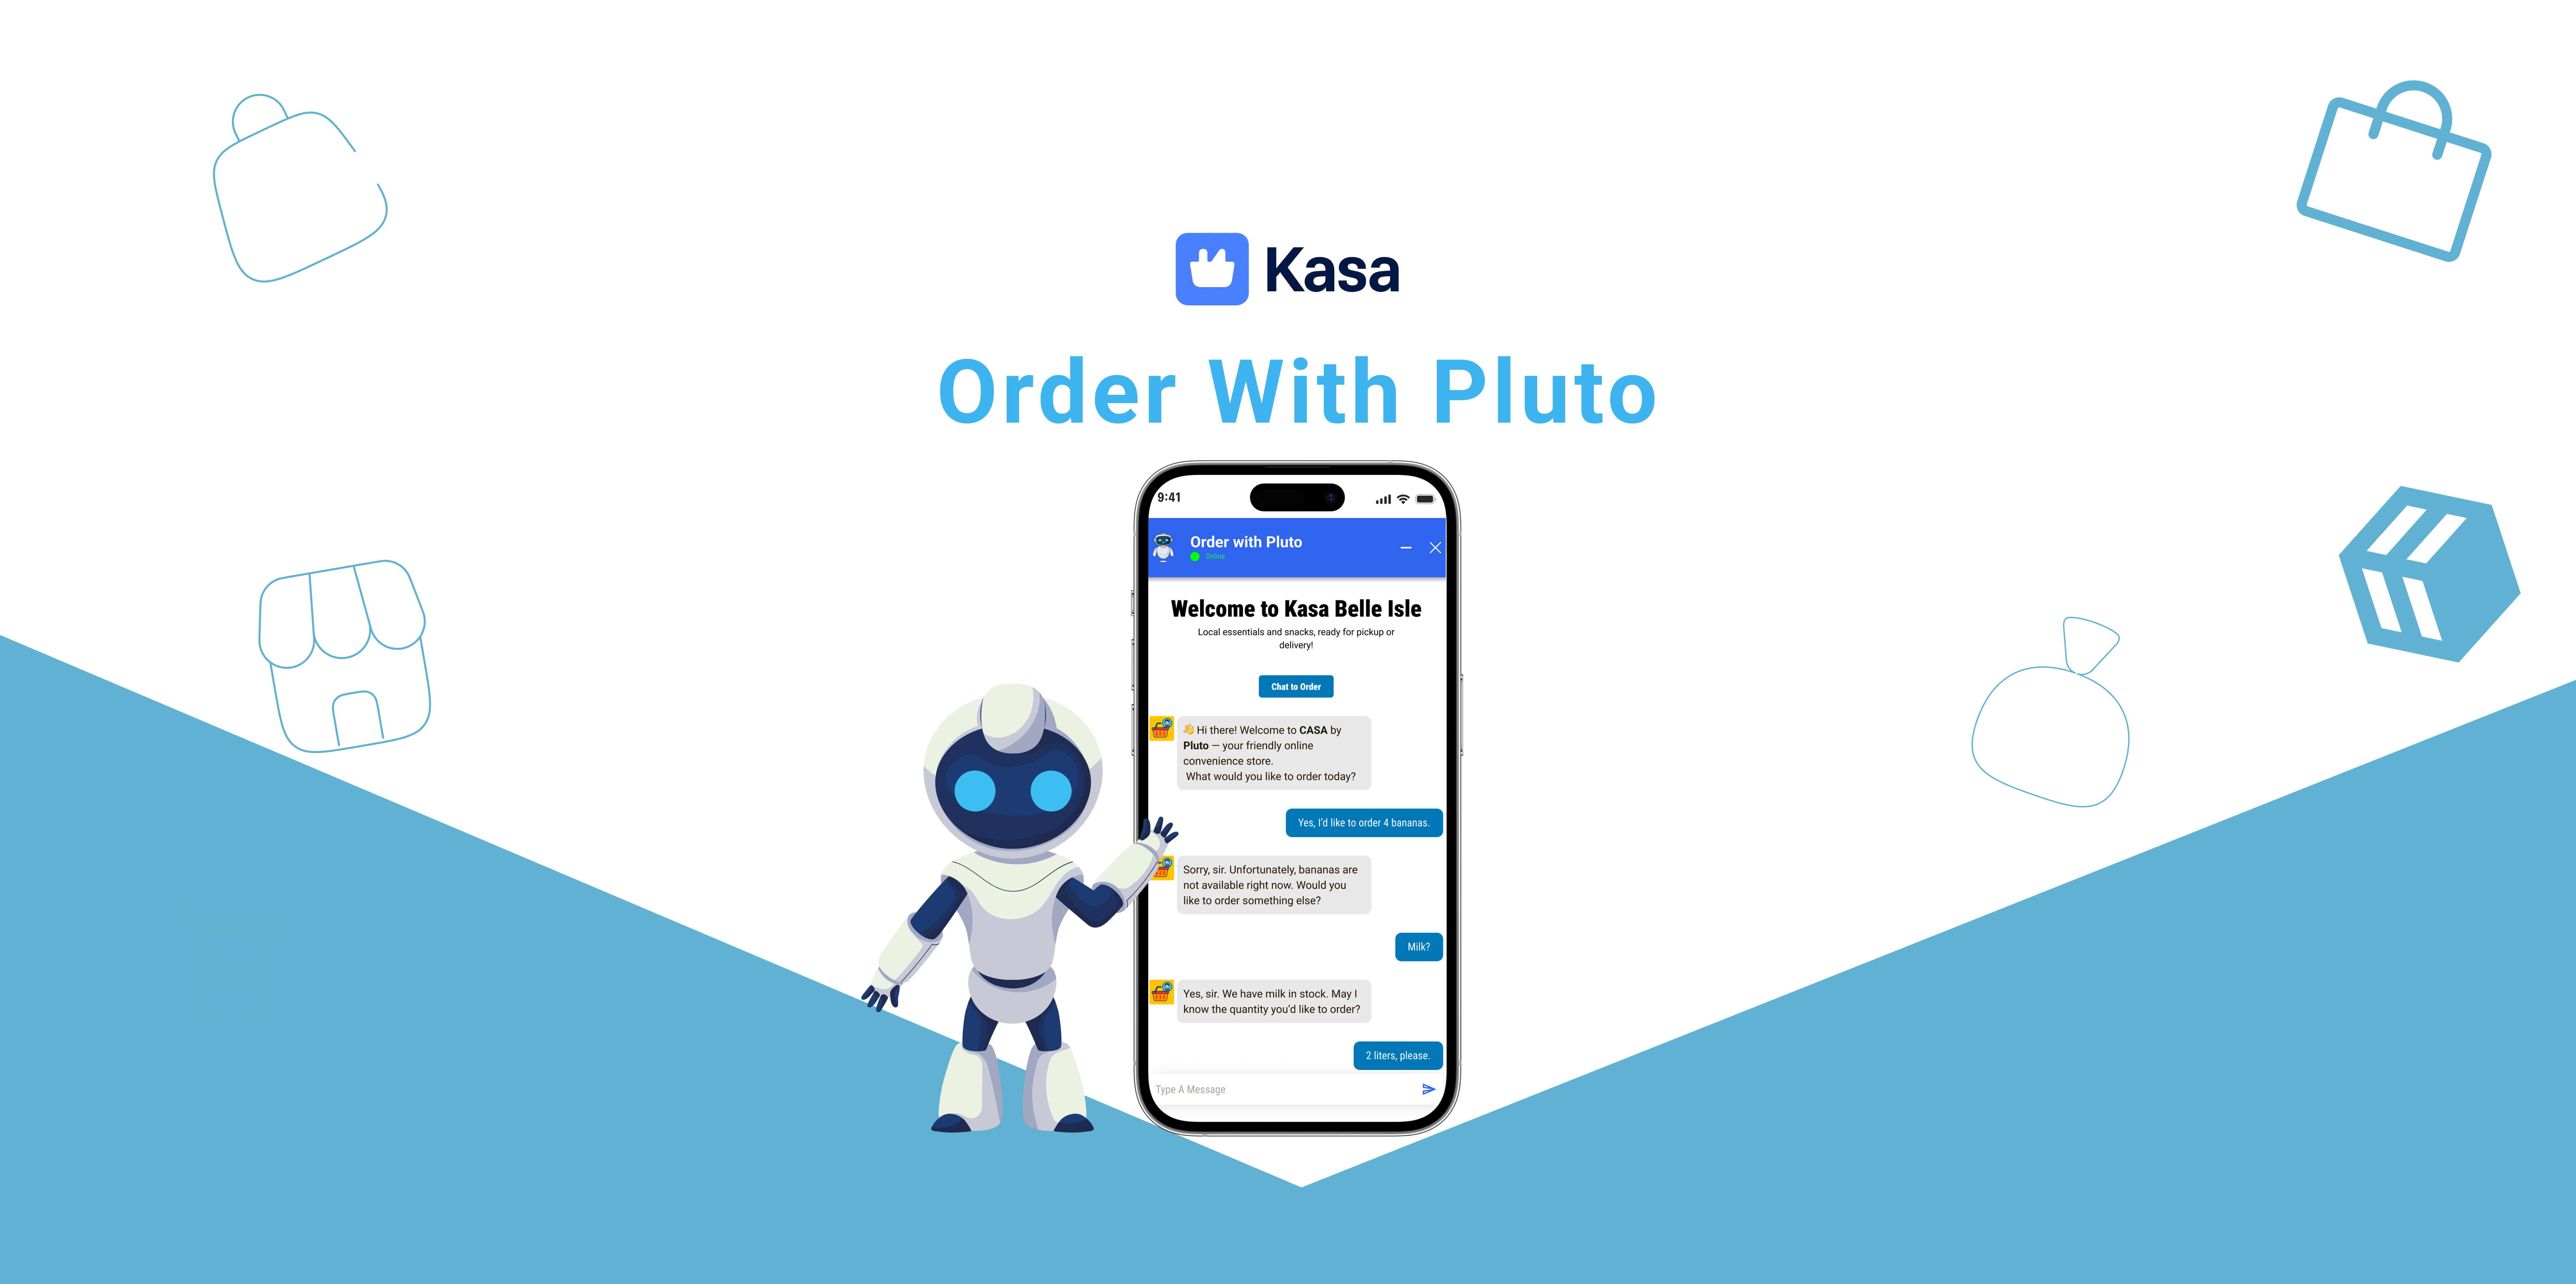 Kasa
Order With Pluto
9:41
Order with Pluto
Online
Welcome to Kasa Belle Isle
Local essentials and snacks, ready for pickup or
delivery!
Chat to Order
👋 Hi there! Welcome to CASA by
Pluto — your friendly online
convenience store.
What would you like to order today?
Yes, I'd like to order 4 bananas.
Sorry, sir. Unfortunately, bananas are
not available right now. Would you
like to order something else?
Milk?
Yes, sir. We have milk in stock. May I
know the quantity you'd like to order?
2 liters, please.
Type A Message